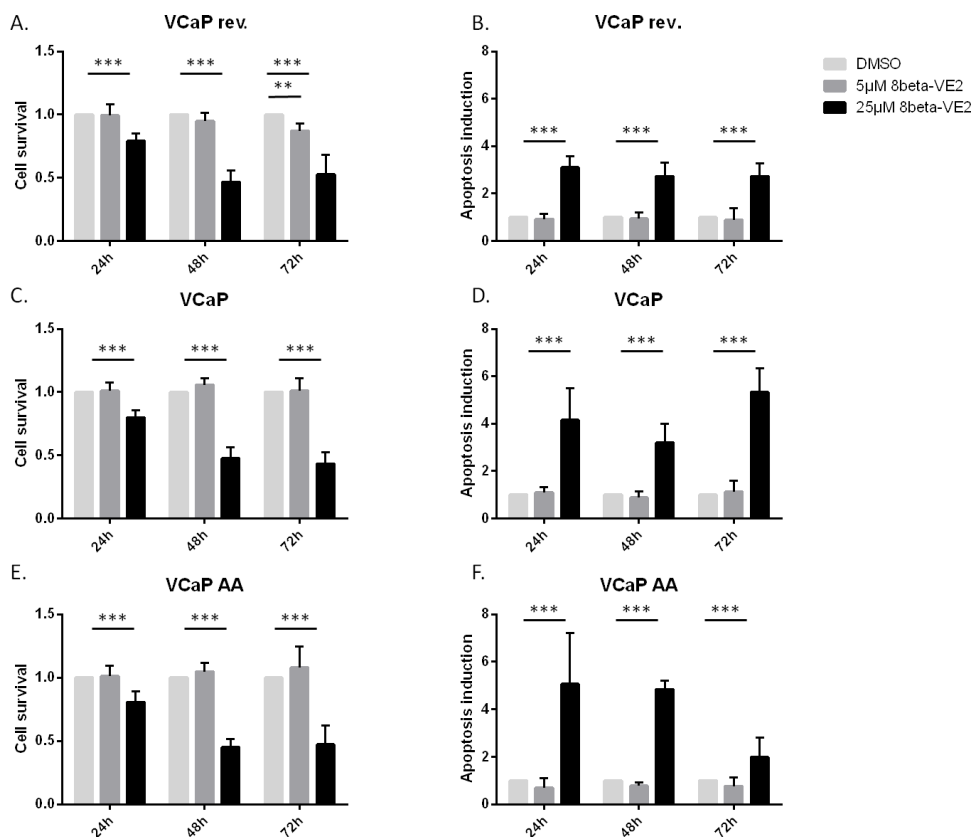 A.
VCaP rev.
Cell survival
1.5
1.0
0.5
0.0
***
***
***
**
24h
48h
72h
B.
VCaP rev.
Apoptosis induction
8
6
4
2
0
***
***
***
24h
48h
72h
DMSO
5µM 8beta-VE2
25µM 8beta-VE2
C.
VCaP
Cell survival
1.5
1.0
0.5
0.0
***
***
***
24h
48h
72h
D.
VCaP
Apoptosis induction
8
6
4
2
0
***
***
***
24h
48h
72h
E.
VCaP AA
Cell survival
1.5
1.0
0.5
0.0
***
***
***
24h
48h
72h
F.
VCaP AA
Apoptosis induction
8
6
4
2
0
***
***
***
24h
48h
72h